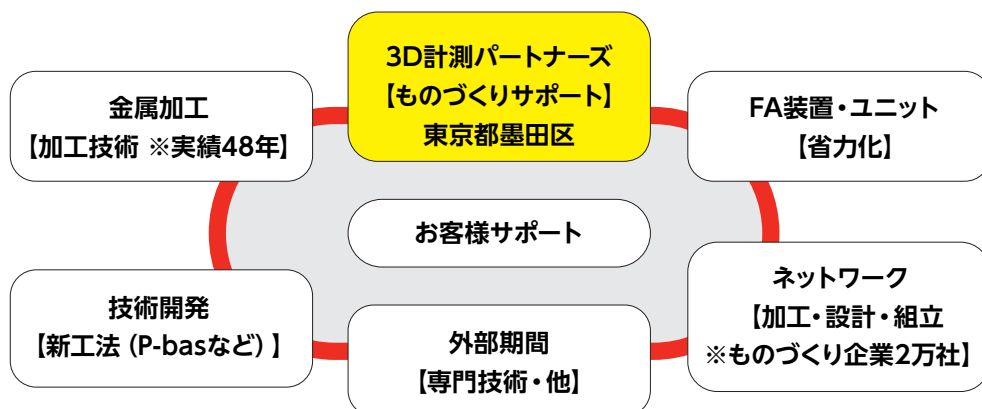 3D計測パートナーズ
【ものづくりサポート】
東京都墨田区
金属加工
【加工技術 ※実績48年】
FA装置・ユニット
【省力化】
お客様サポート
技術開発
【新工法（P-basなど）】
外部期間
【専門技術・他】
ネットワーク
【加工・設計・組立
※ものづくり企業2万社】